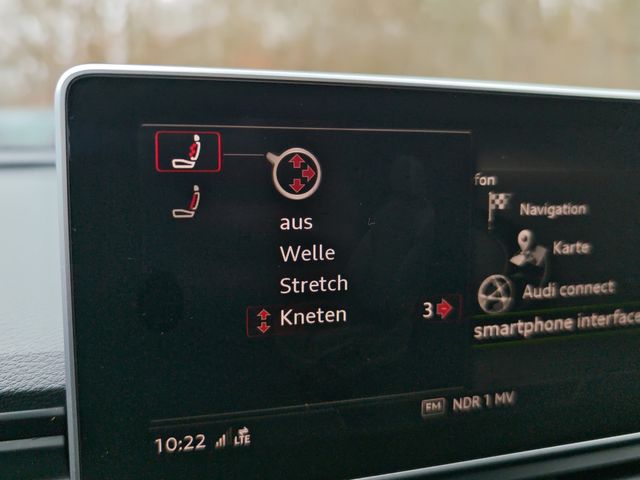 aus
Welle
Stretch
Kneten 3
fon
Navigation
Karte
Audi connect
smartphone interface
FM NDR 1 MV
10:22 LTE